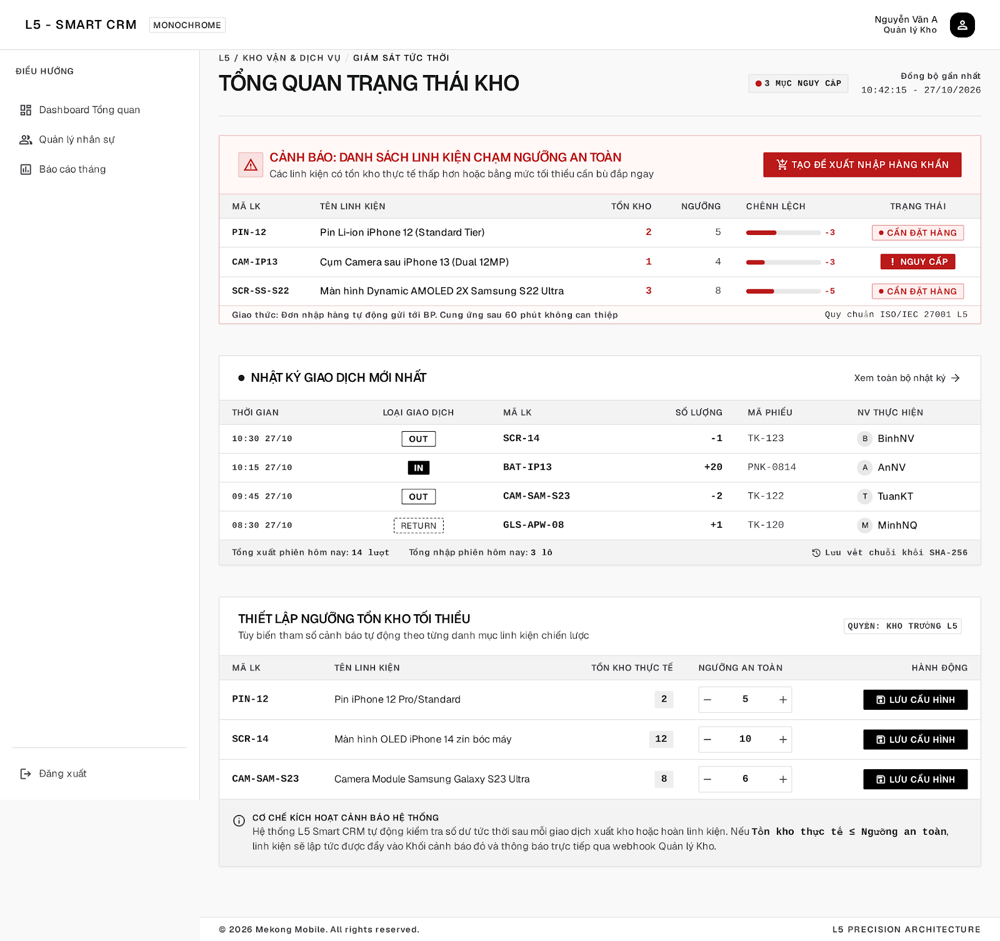 L5 - SMART CRM MONOCHROME
Nguyễn Văn A
Quản lý Kho
ĐIỀU HƯỚNG
Dashboard Tổng quan
Quản lý nhân sự
Báo cáo tháng
Đăng xuất
L5 / KHO VẬN & DỊCH VỤ / GIÁM SÁT TỨC THỜI
TỔNG QUAN TRẠNG THÁI KHO
3 MỤC NGUY CẤP
Đồng bộ gần nhất
10:42:15 - 27/10/2026
CẢNH BÁO: DANH SÁCH LINH KIỆN CHẠM NGƯỠNG AN TOÀN
Các linh kiện có tồn kho thực tế thấp hơn hoặc bằng mức tối thiểu cần bù đắp ngay
TẠO ĐỀ XUẤT NHẬP HÀNG KHẨN
MÃ LK TÊN LINH KIỆN TỒN KHO NGƯỠNG CHÊNH LỆCH TRẠNG THÁI
PIN-12 Pin Li-ion iPhone 12 (Standard Tier) 2 5 -3 CẦN ĐẶT HÀNG
CAM-IP13 Cụm Camera sau iPhone 13 (Dual 12MP) 1 4 -3 ! NGUY CẤP
SCR-SS-S22 Màn hình Dynamic AMOLED 2X Samsung S22 Ultra 3 8 -5 CẦN ĐẶT HÀNG
Giao thức: Đơn nhập hàng tự động gửi tới BP. Cung ứng sau 60 phút không can thiệp Quy chuẩn ISO/IEC 27001 L5
NHẬT KÝ GIAO DỊCH MỚI NHẤT Xem toàn bộ nhật ký →
THỜI GIAN LOẠI GIAO DỊCH MÃ LK SỐ LƯỢNG MÃ PHIẾU NV THỰC HIỆN
10:30 27/10 OUT SCR-14 -1 TK-123 B BinhNV
10:15 27/10 IN BAT-IP13 +20 PNK-0814 A AnNV
09:45 27/10 OUT CAM-SAM-S23 -2 TK-122 T TuanKT
08:30 27/10 RETURN GLS-APW-08 +1 TK-120 M MinhNQ
Tổng xuất phiên hôm nay: 14 lượt Tổng nhập phiên hôm nay: 3 lô Lưu vết chuỗi khối SHA-256
THIẾT LẬP NGƯỠNG TỒN KHO TỐI THIỂU
Tùy biến tham số cảnh báo tự động theo từng danh mục linh kiện chiến lược
QUYỀN: KHO TRƯỞNG L5
MÃ LK TÊN LINH KIỆN TỒN KHO THỰC TẾ NGƯỠNG AN TOÀN HÀNH ĐỘNG
PIN-12 Pin iPhone 12 Pro/Standard 2 − 5 + LƯU CẤU HÌNH
SCR-14 Màn hình OLED iPhone 14 zin bóc máy 12 − 10 + LƯU CẤU HÌNH
CAM-SAM-S23 Camera Module Samsung Galaxy S23 Ultra 8 − 6 + LƯU CẤU HÌNH
CƠ CHẾ KÍCH HOẠT CẢNH BÁO HỆ THỐNG
Hệ thống L5 Smart CRM tự động kiểm tra số dư tức thời sau mỗi giao dịch xuất kho hoặc hoàn linh kiện. Nếu Tồn kho thực tế ≤ Ngưỡng an toàn,
linh kiện sẽ lập tức được đẩy vào Khối cảnh báo đỏ và thông báo trực tiếp qua webhook Quản lý Kho.
© 2026 Mekong Mobile. All rights reserved. L5 PRECISION ARCHITECTURE